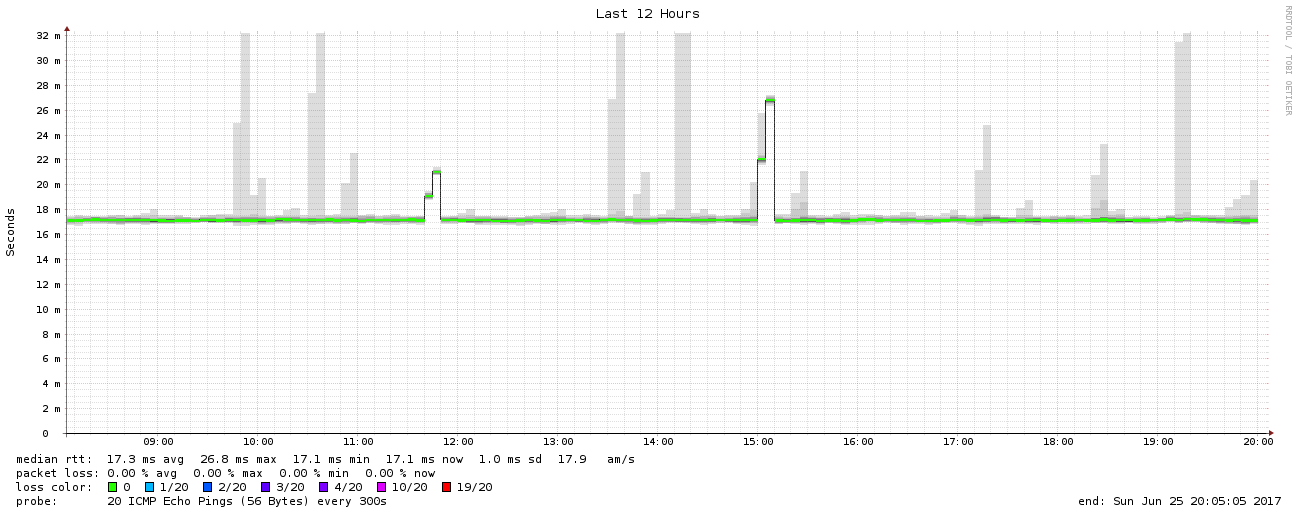 Last 12 Hours
RRDTOOL / TOBI OETIKER
Seconds
32 m
30 m
28 m
26 m
24 m
22 m
20 m
18 m
16 m
14 m
12 m
10 m
8 m
6 m
4 m
2 m
0
09:00 10:00 11:00 12:00 13:00 14:00 15:00 16:00 17:00 18:00 19:00 20:00
median rtt: 17.3 ms avg 26.8 ms max 17.1 ms min 17.1 ms now 1.0 ms sd 17.9 am/s
packet loss: 0.00 % avg 0.00 % max 0.00 % min 0.00 % now
loss color: 0 1/20 2/20 3/20 4/20 10/20 19/20
probe: 20 ICMP Echo Pings (56 Bytes) every 300s end: Sun Jun 25 20:05:05 2017